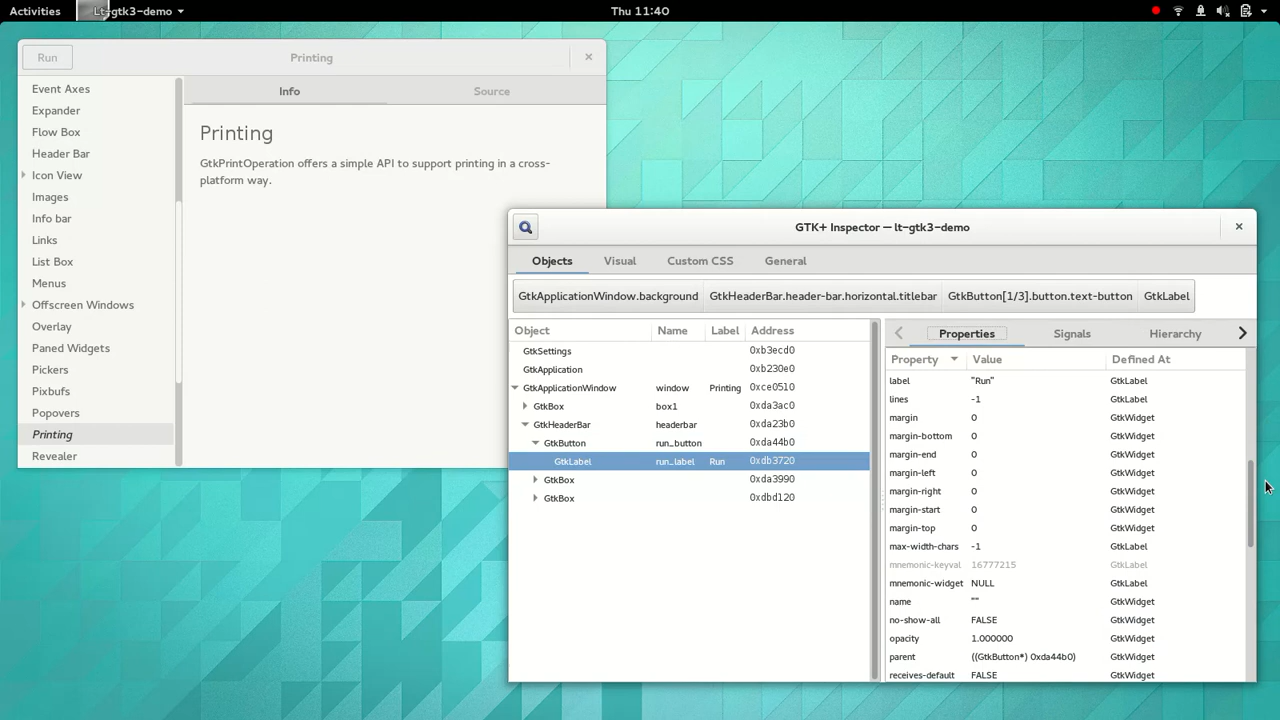 Activities Lt-gtk3-demo Thu 11:40
Run Printing
Event Axes
Expander
Flow Box
Header Bar
Icon View
Images
Info bar
Links
List Box
Menus
Offscreen Windows
Overlay
Paned Widgets
Pickers
Pixbufs
Popovers
Printing
Revealer
Info Source
Printing
GtkPrintOperation offers a simple API to support printing in a cross-
platform way.
GTK+ Inspector — lt-gtk3-demo
Objects Visual Custom CSS General
GtkApplicationWindow.background GtkHeaderBar.header-bar.horizontal.titlebar GtkButton[1/3].button.text-button GtkLabel
Object Name Label Address
GtkSettings 0xb3ecd0
GtkApplication 0xb230e0
GtkApplicationWindow window Printing 0xce0510
GtkBox box1 0xda3ac0
GtkHeaderBar headerbar 0xda23b0
GtkButton run_button 0xda44b0
GtkLabel run_label Run 0xdb3720
GtkBox 0xda3990
GtkBox 0xdbd120
Properties Signals Hierarchy
Property Value Defined At
label "Run" GtkLabel
lines -1 GtkLabel
margin 0 GtkWidget
margin-bottom 0 GtkWidget
margin-end 0 GtkWidget
margin-left 0 GtkWidget
margin-right 0 GtkWidget
margin-start 0 GtkWidget
margin-top 0 GtkWidget
max-width-chars -1 GtkLabel
mnemonic-keyval 16777215 GtkLabel
mnemonic-widget NULL GtkLabel
name "" GtkWidget
no-show-all FALSE GtkWidget
opacity 1.000000 GtkWidget
parent ((GtkButton*) 0xda44b0) GtkWidget
receives-default FALSE GtkWidget